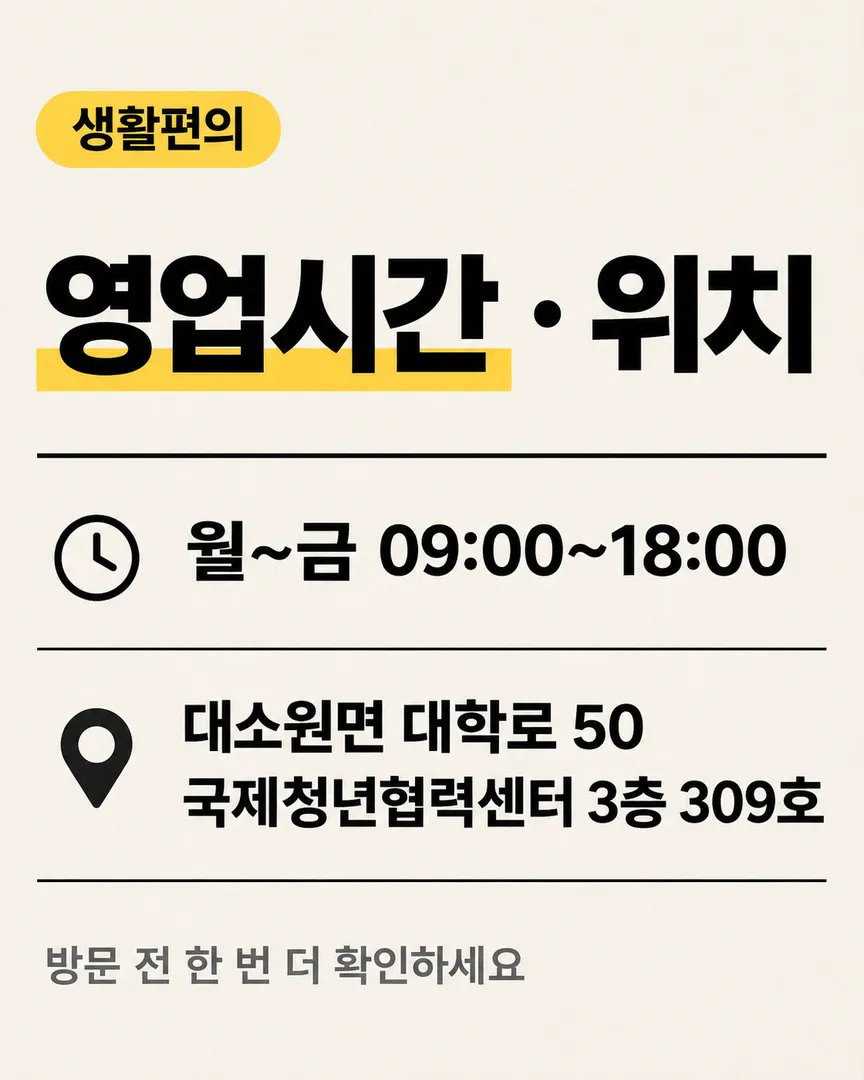 생활편의
영업시간 · 위치
월~금 09:00~18:00
대소원면 대학로 50
국제청년협력센터 3층 309호
방문 전 한 번 더 확인하세요